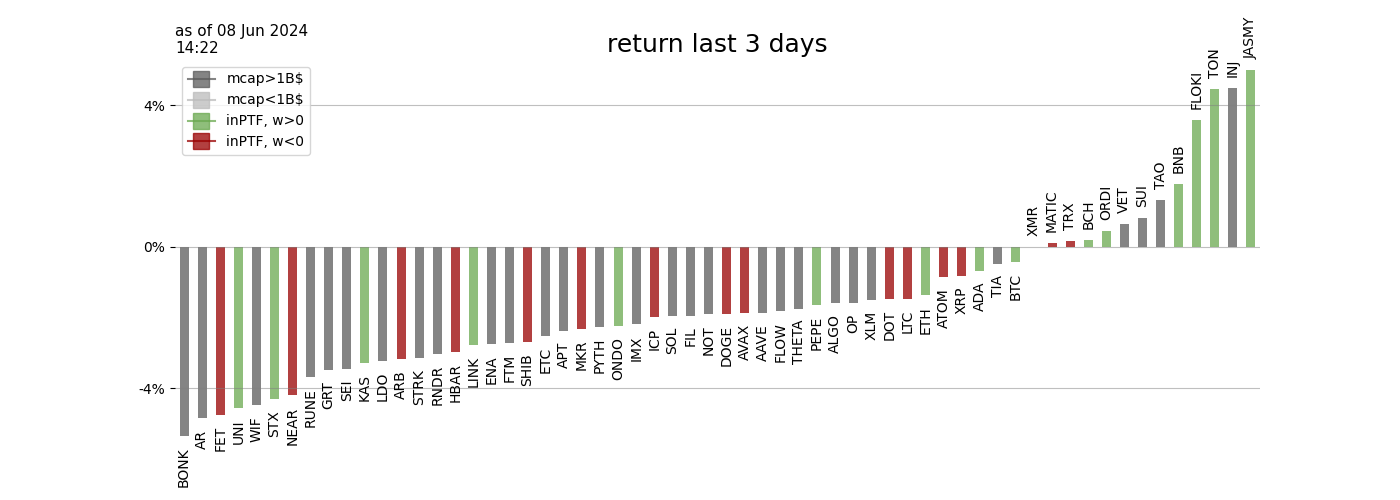 as of 08 Jun 2024
14:22
return last 3 days
mcap>1B$
mcap<1B$
inPTF, w>0
inPTF, w<0
4%
0%
-4%
BONK
AR
FET
UNI
WIF
STX
NEAR
RUNE
GRT
SEI
KAS
LDO
ARB
STRK
RNDR
HBAR
LINK
ENA
FTM
SHIB
ETC
APT
MKR
PYTH
ONDO
IMX
ICP
SOL
FIL
NOT
DOGE
AVAX
AAVE
FLOW
THETA
PEPE
ALGO
OP
XLM
DOT
LTC
ETH
ATOM
XRP
ADA
TIA
BTC
XMR
MATIC
TRX
BCH
ORDI
VET
SUI
TAO
BNB
FLOKI
TON
INJ
JASMY